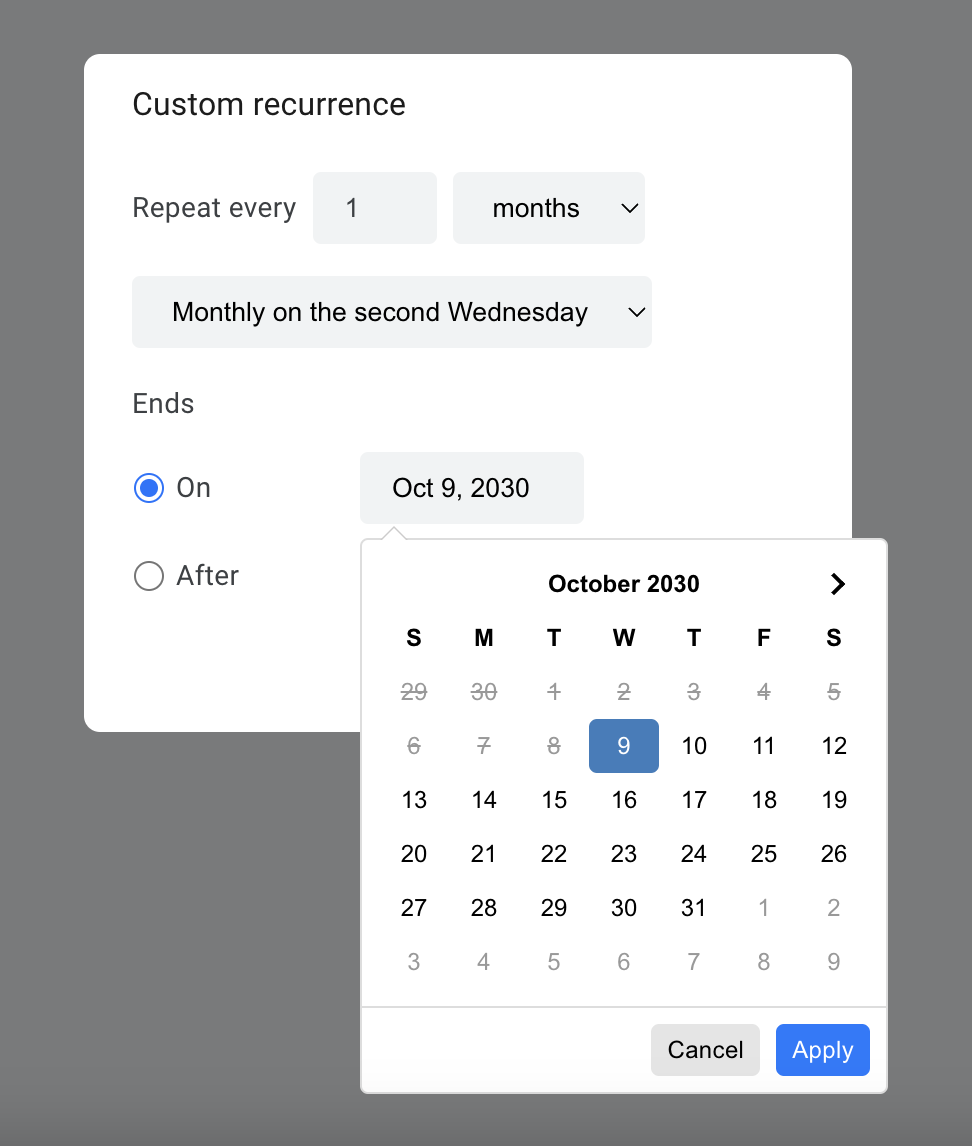 Custom recurrence
Repeat every 1 months
Monthly on the second Wednesday
Ends
On Oct 9, 2030
After
October 2030
S M T W T F S
29 30 1 2 3 4 5
6 7 8 9 10 11 12
13 14 15 16 17 18 19
20 21 22 23 24 25 26
27 28 29 30 31 1 2
3 4 5 6 7 8 9
Cancel Apply